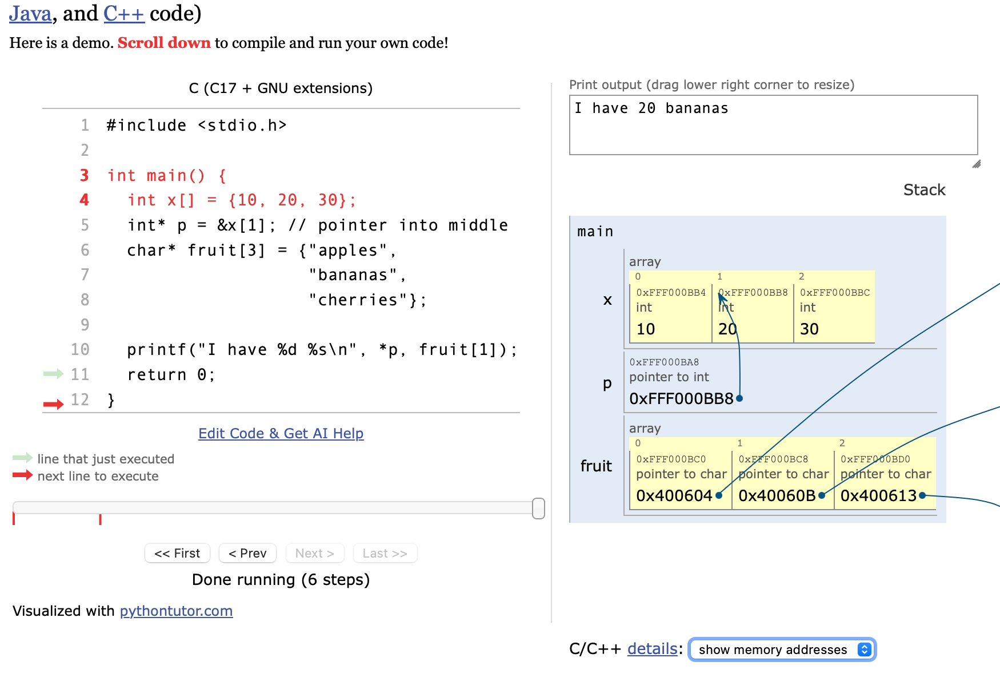 Java, and C++ code)
Here is a demo. Scroll down to compile and run your own code!
C (C17 + GNU extensions)
1 #include <stdio.h>
2
3 int main() {
4   int x[] = {10, 20, 30};
5   int* p = &x[1]; // pointer into middle
6   char* fruit[3] = {"apples",
7                     "bananas",
8                     "cherries"};
9
10   printf("I have %d %s\n", *p, fruit[1]);
11   return 0;
12 }
Edit Code & Get AI Help
line that just executed
next line to execute
<< First < Prev Next > Last >>
Done running (6 steps)
Visualized with pythontutor.com
Print output (drag lower right corner to resize)
I have 20 bananas
Stack
main
array
0 1 2
0xFFF000BB4 0xFFF000BB8 0xFFF000BBC
x int int int
10 20 30
0xFFF000BA8
pointer to int
p 0xFFF000BB8
array
0 1 2
0xFFF000BC0 0xFFF000BC8 0xFFF000BD0
fruit pointer to char pointer to char pointer to char
0x400604 0x40060B 0x400613
C/C++ details: show memory addresses